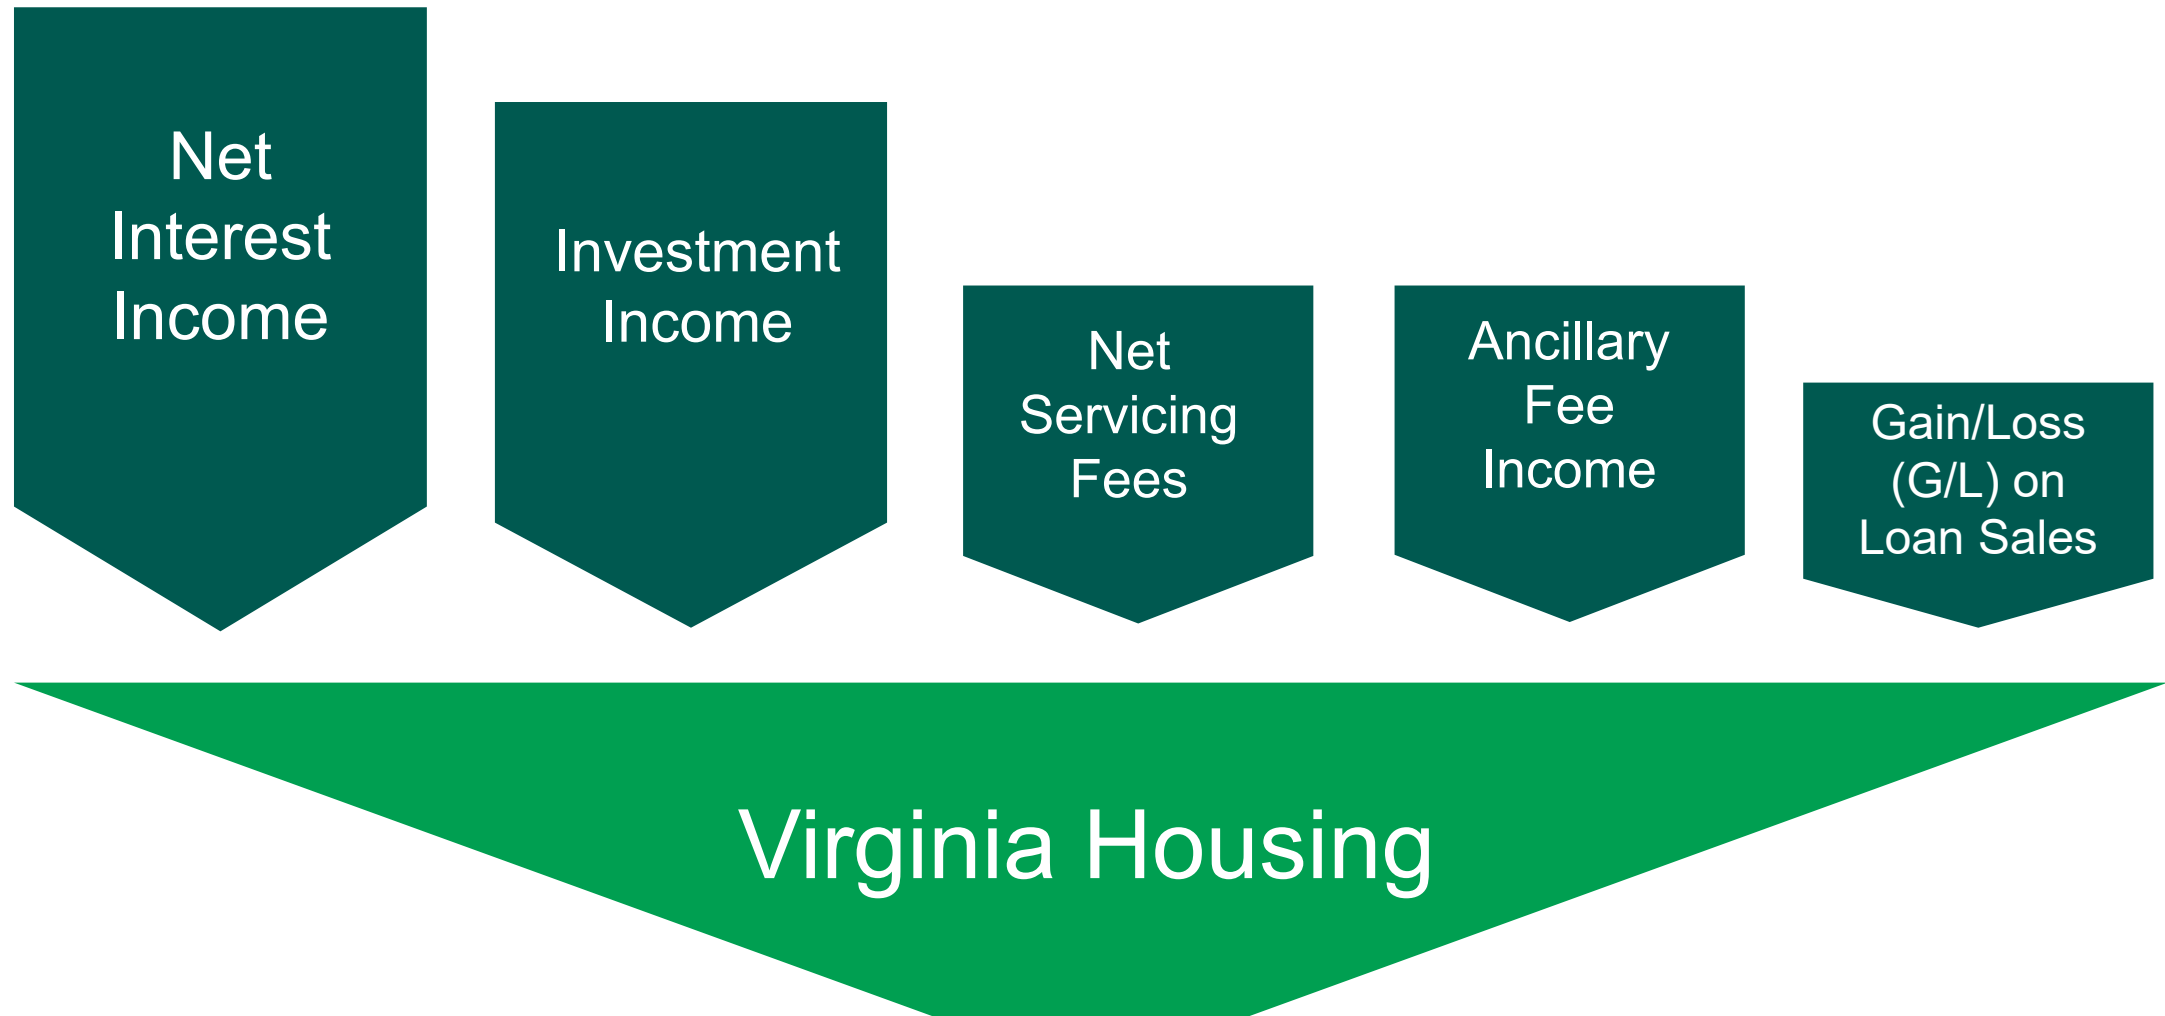 Net
Interest
Income
Investment
Income
Net
Servicing
Fees
Ancillary
Fee
Income
Gain/Loss
(G/L) on
Loan Sales
Virginia Housing